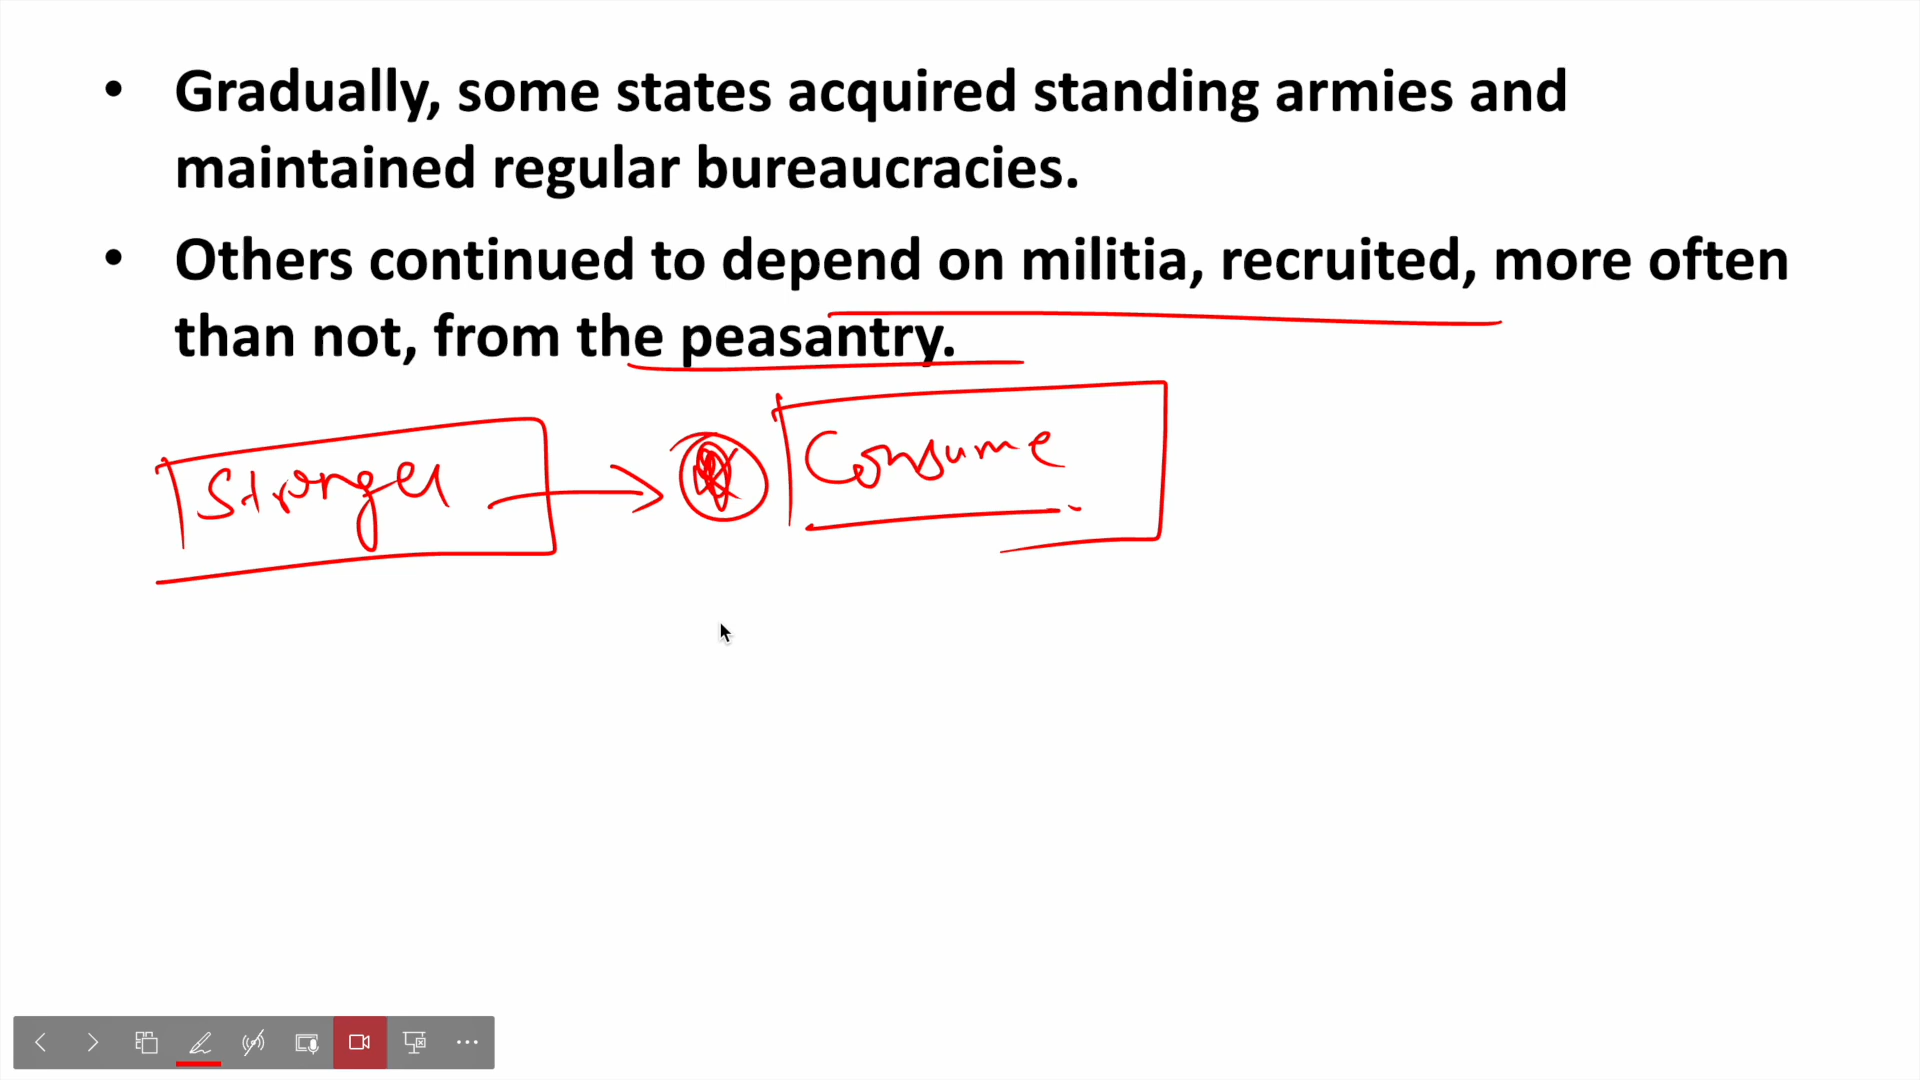 • Gradually, some states acquired standing armies and
maintained regular bureaucracies.
• Others continued to depend on militia, recruited, more often
than not, from the peasantry.
Stronger
Consume